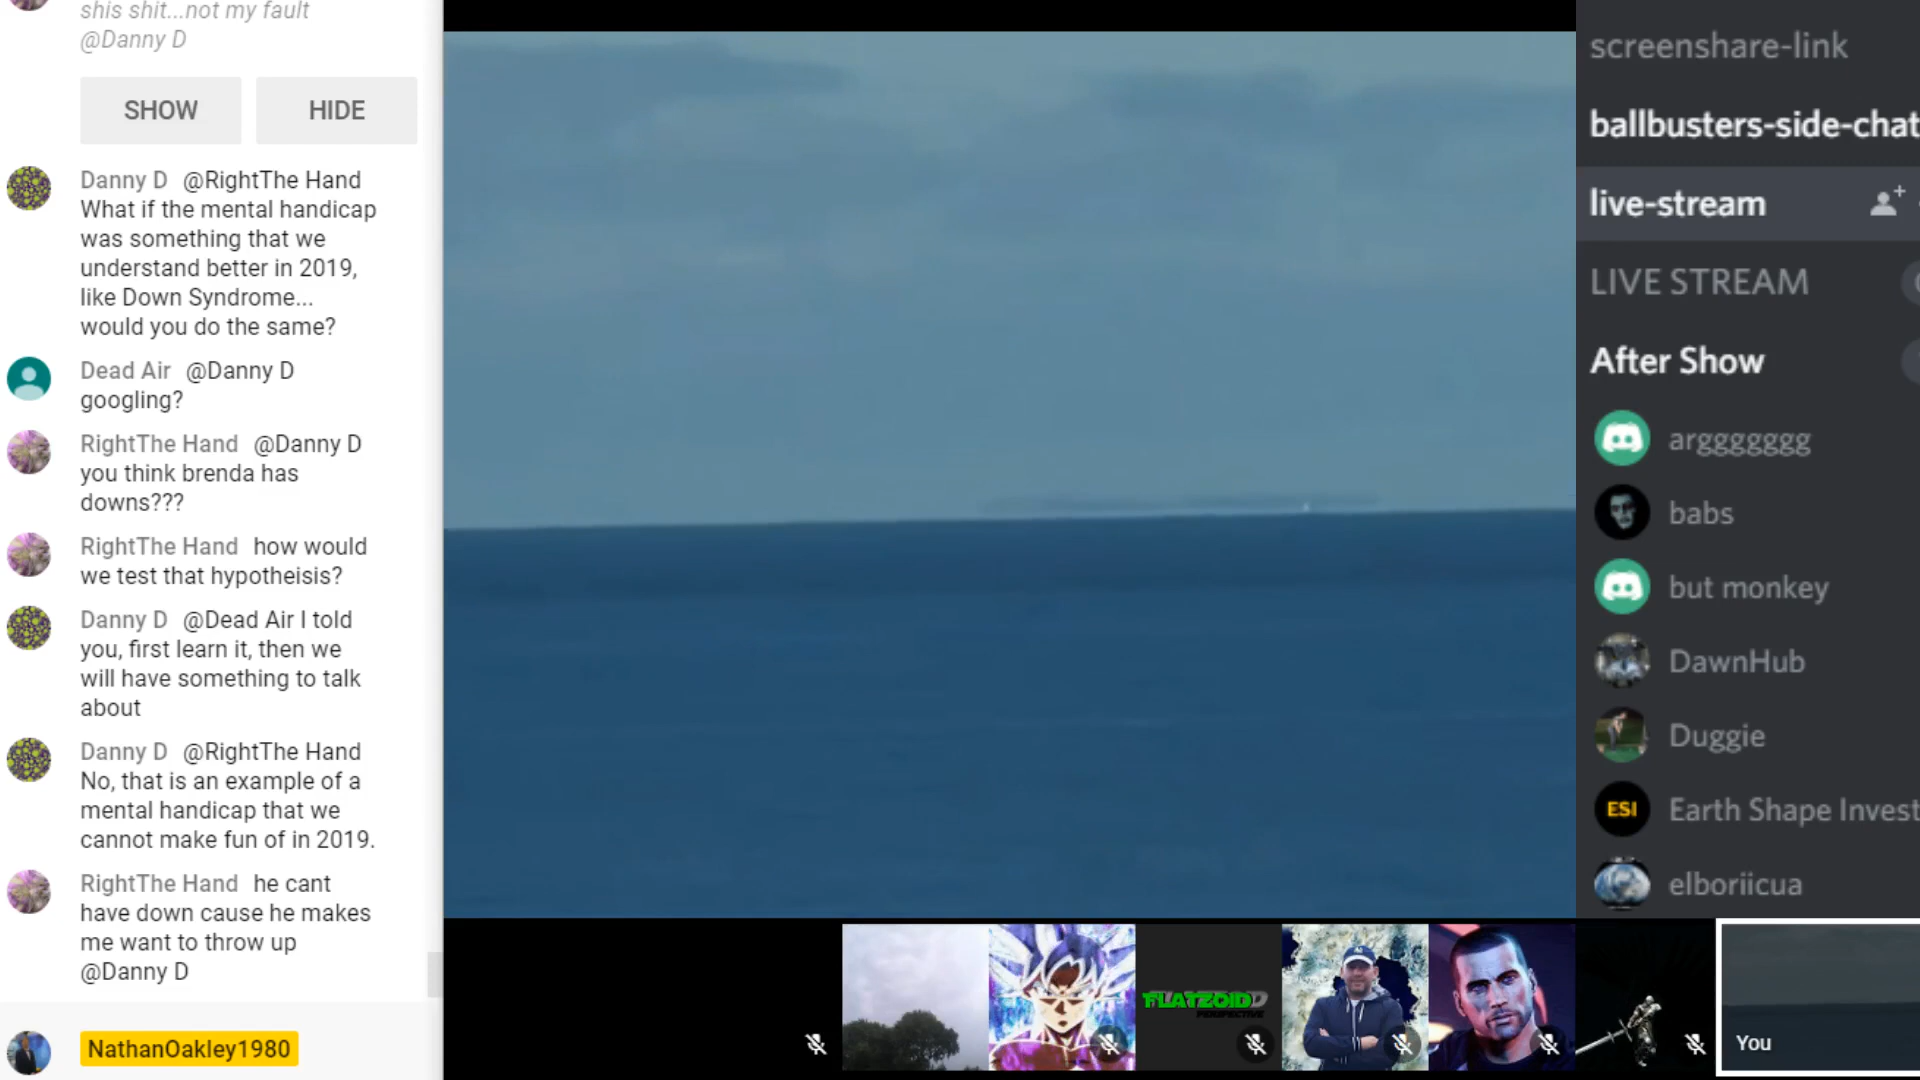 shis shit...not my fault
@Danny D
SHOW
HIDE
Danny D @RightThe Hand
What if the mental handicap
was something that we
understand better in 2019,
like Down Syndrome...
would you do the same?
Dead Air @Danny D
googling?
RightThe Hand @Danny D
you think brenda has
downs???
RightThe Hand how would
we test that hypotheisis?
Danny D @Dead Air I told
you, first learn it, then we
will have something to talk
about
Danny D @RightThe Hand
No, that is an example of a
mental handicap that we
cannot make fun of in 2019.
RightThe Hand he cant
have down cause he makes
me want to throw up
@Danny D
NathanOakley1980
FLATZOIDD
PERSPECTIVE
You
screenshare-link
ballbusters-side-chat
live-stream
LIVE STREAM
After Show
arggggggg
babs
but monkey
DawnHub
Duggie
ESI
Earth Shape Invest
elboriicua